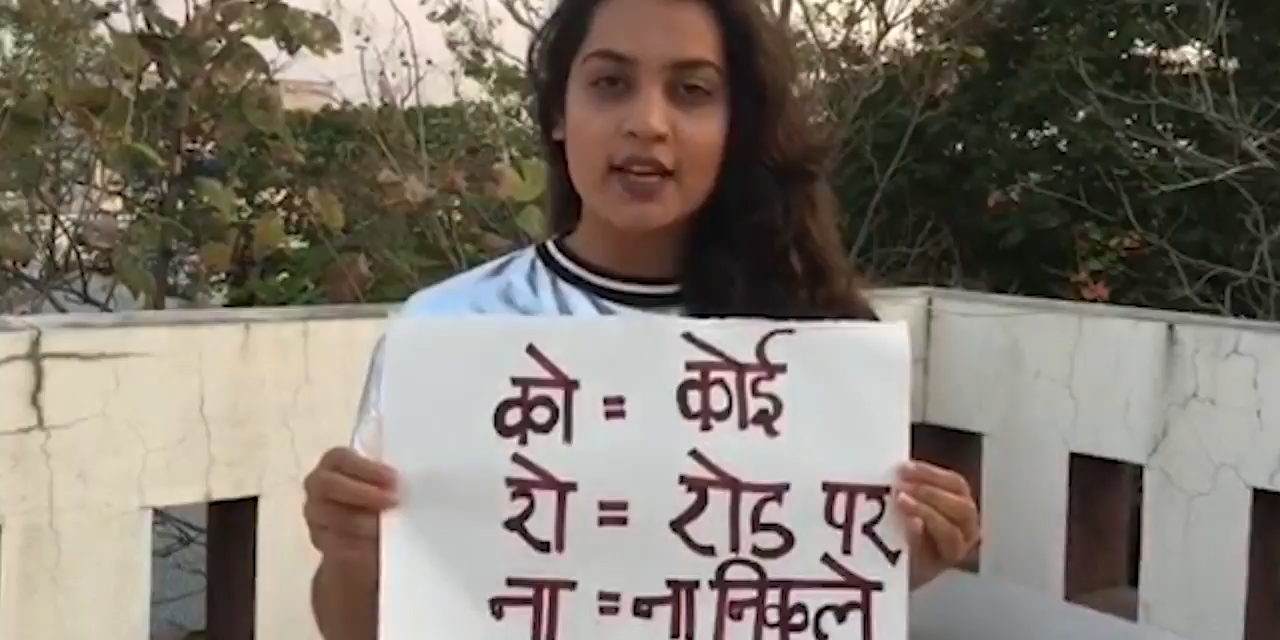 को = कोई
रो = रोड पर
ना = ना निकले